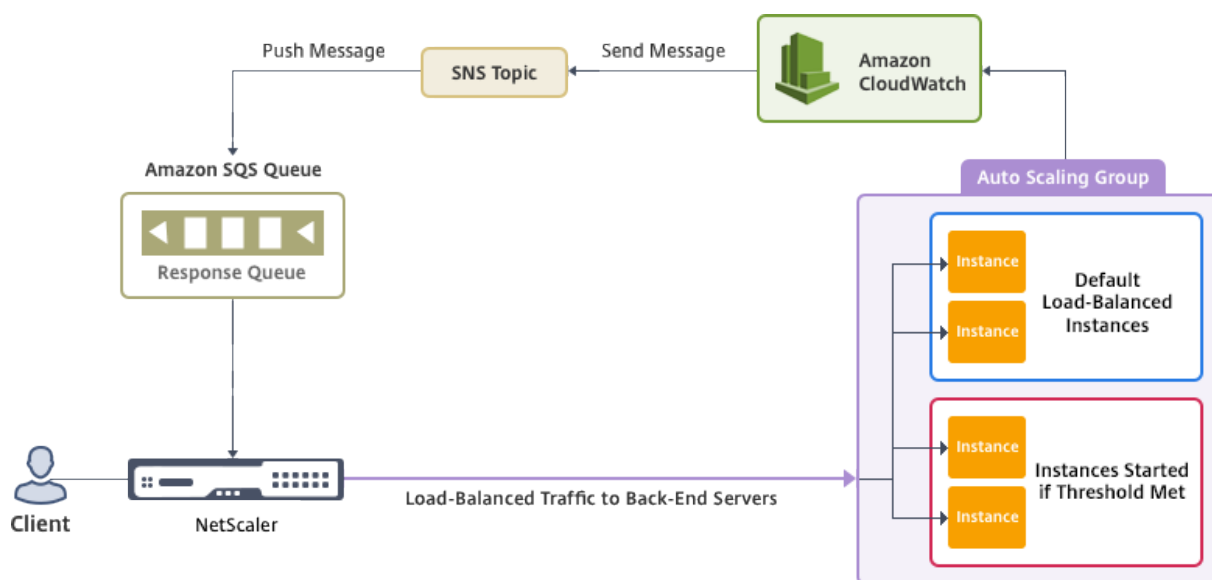 Push Message
Send Message
SNS Topic
Amazon
CloudWatch
Amazon SQS Queue
Response Queue
Auto Scaling Group
Instance
Instance
Default
Load-Balanced
Instances
Instance
Instance
Instances Started
if Threshold Met
Client
NetScaler
Load-Balanced Traffic to Back-End Servers